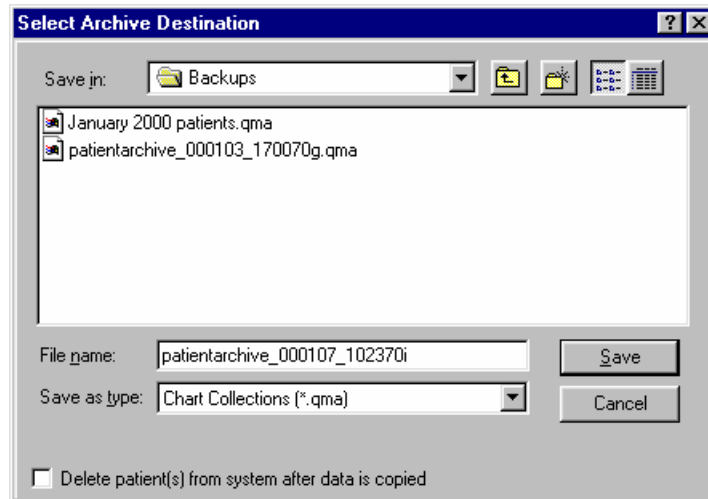 Select Archive Destination
Save in: Backups
January 2000 patients.qma
patientarchive_000103_170070g.qma
File name: patientarchive_000107_102370i Save
Save as type: Chart Collections (*.qma) Cancel
Delete patient(s) from system after data is copied